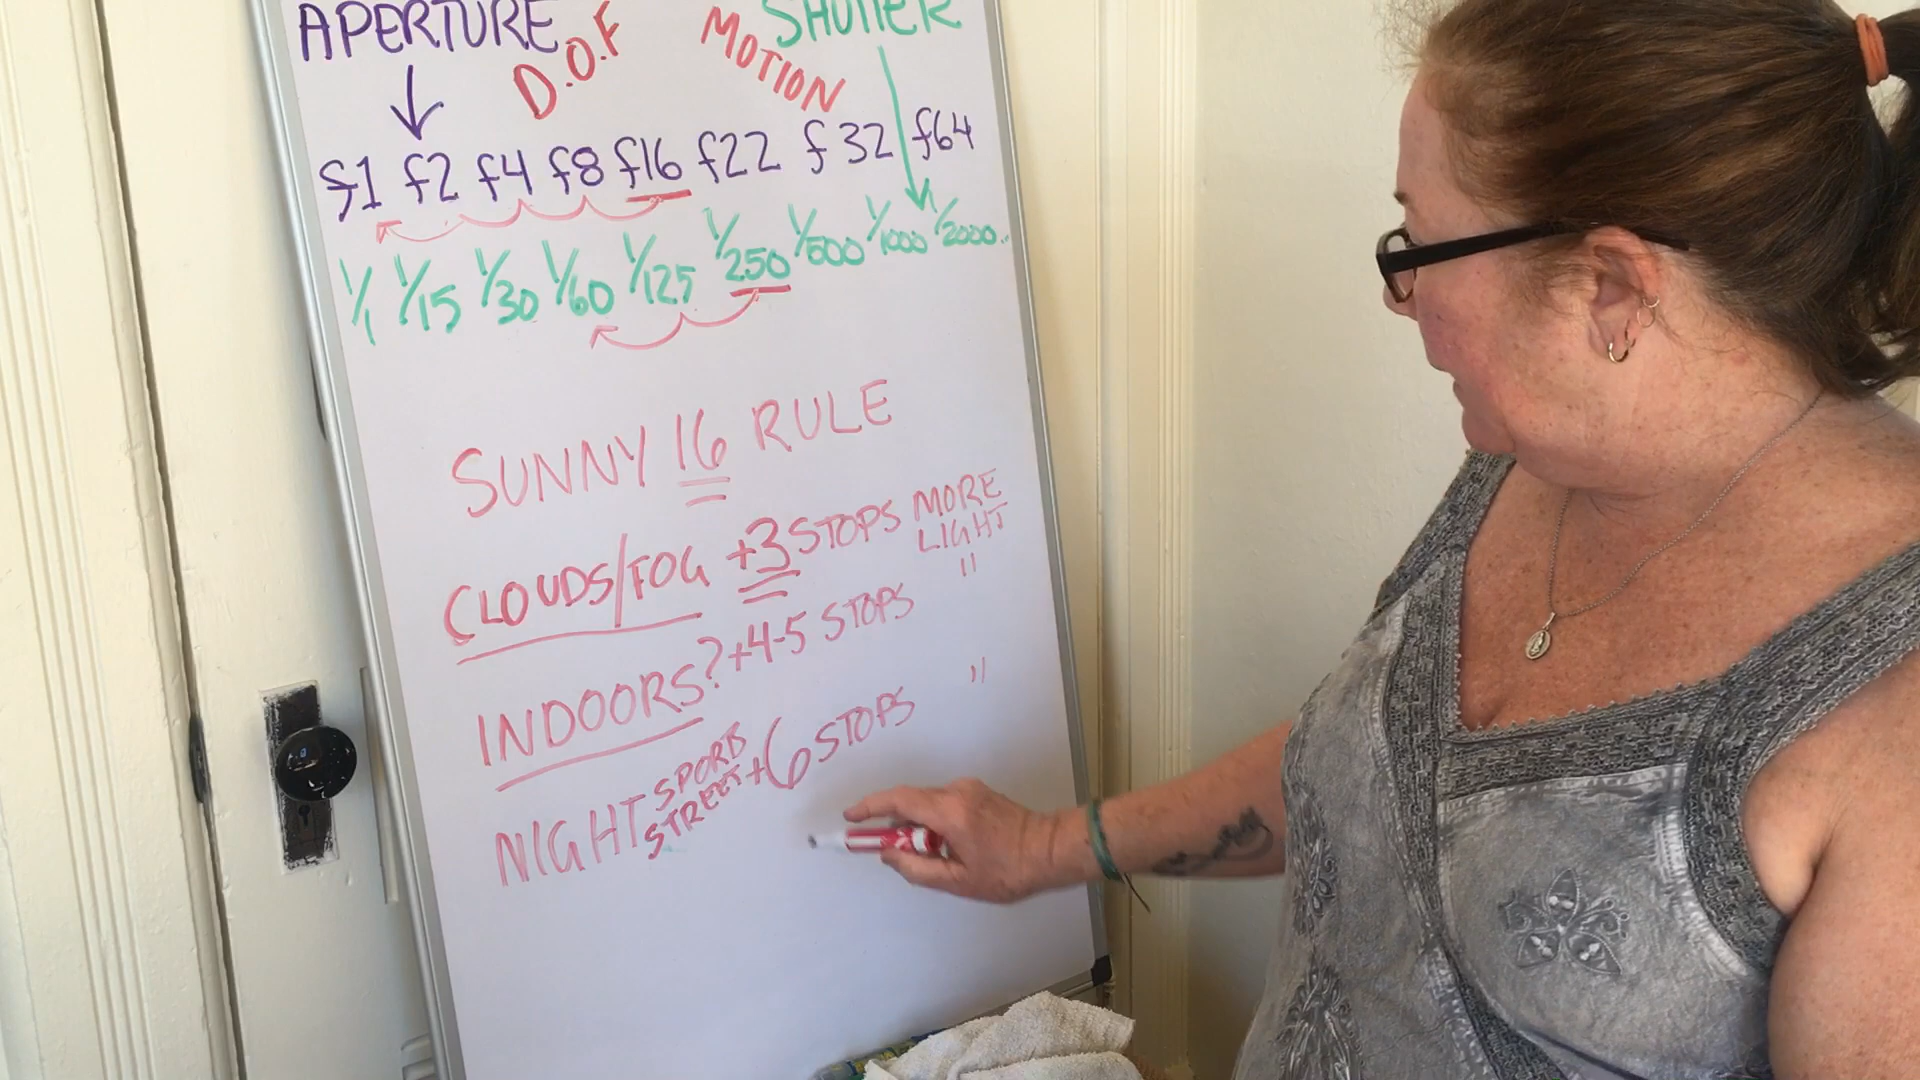 APERTURE D.O.F MOTION SHUTTER
f1 f2 f4 f8 f16 f22 f32 f64
1/1 1/15 1/30 1/60 1/125 1/250 1/500 1/1000 1/2000..
SUNNY 16 RULE
CLOUDS/FOG +3 STOPS MORE LIGHT
INDOORS? +4-5 STOPS "
NIGHT SPORTS STREET +6 STOPS "